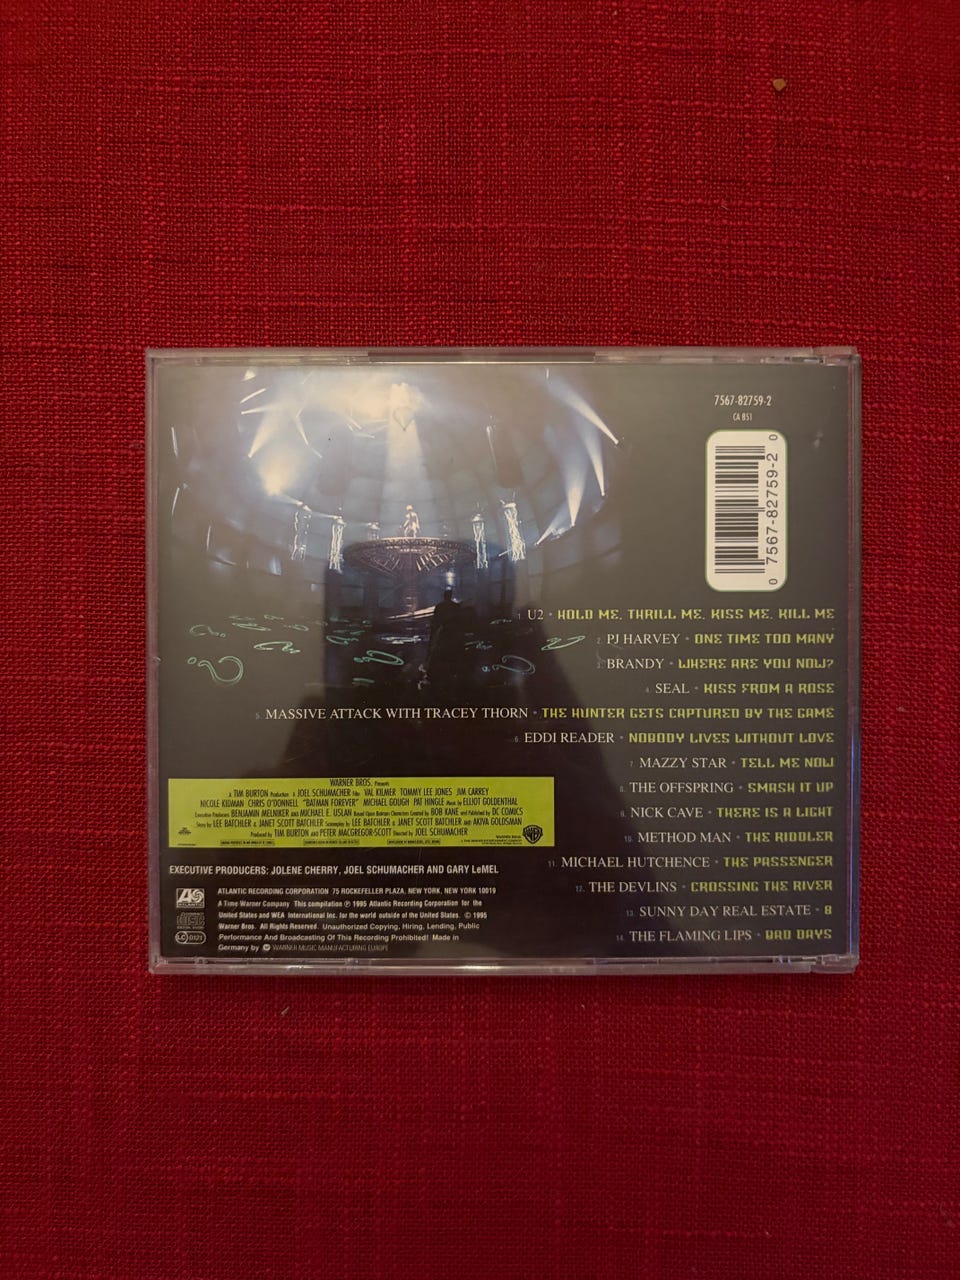 7567-82759-2
CA 851
0 7567-82759-2 0
1. U2 • HOLD ME, THRILL ME, KISS ME, KILL ME
2. PJ HARVEY • ONE TIME TOO MANY
3. BRANDY • WHERE ARE YOU NOW?
4. SEAL • KISS FROM A ROSE
5. MASSIVE ATTACK WITH TRACEY THORN • THE HUNTER GETS CAPTURED BY THE GAME
6. EDDI READER • NOBODY LIVES WITHOUT LOVE
7. MAZZY STAR • TELL ME NOW
8. THE OFFSPRING • SMASH IT UP
9. NICK CAVE • THERE IS A LIGHT
10. METHOD MAN • THE RIDDLER
11. MICHAEL HUTCHENCE • THE PASSENGER
12. THE DEVLINS • CROSSING THE RIVER
13. SUNNY DAY REAL ESTATE • 8
14. THE FLAMING LIPS • BAD DAYS
WARNER BROS. Presents
A TIM BURTON Production A JOEL SCHUMACHER Film VAL KILMER TOMMY LEE JONES JIM CARREY
NICOLE KIDMAN CHRIS O'DONNELL "BATMAN FOREVER" MICHAEL GOUGH PAT HINGLE Music by ELLIOT GOLDENTHAL
Executive Producers BENJAMIN MELNIKER and MICHAEL E. USLAN Based Upon Batman Characters Created by BOB KANE and Published by DC COMICS
Story by LEE BATCHLER & JANET SCOTT BATCHLER Screenplay by LEE BATCHLER & JANET SCOTT BATCHLER and AKIVA GOLDSMAN
Produced by TIM BURTON and PETER MACGREGOR-SCOTT Directed by JOEL SCHUMACHER
EXECUTIVE PRODUCERS: JOLENE CHERRY, JOEL SCHUMACHER AND GARY LeMEL
ATLANTIC
DISC
LC 0121
ATLANTIC RECORDING CORPORATION 75 ROCKEFELLER PLAZA, NEW YORK, NEW YORK 10019
A Time Warner Company This compilation ℗ 1995 Atlantic Recording Corporation for the
United States and WEA International Inc. for the world outside of the United States. © 1995
Warner Bros. All Rights Reserved. Unauthorized Copying, Hiring, Lending, Public
Performance And Broadcasting Of This Recording Prohibited! Made in
Germany by WARNER MUSIC MANUFACTURING EUROPE